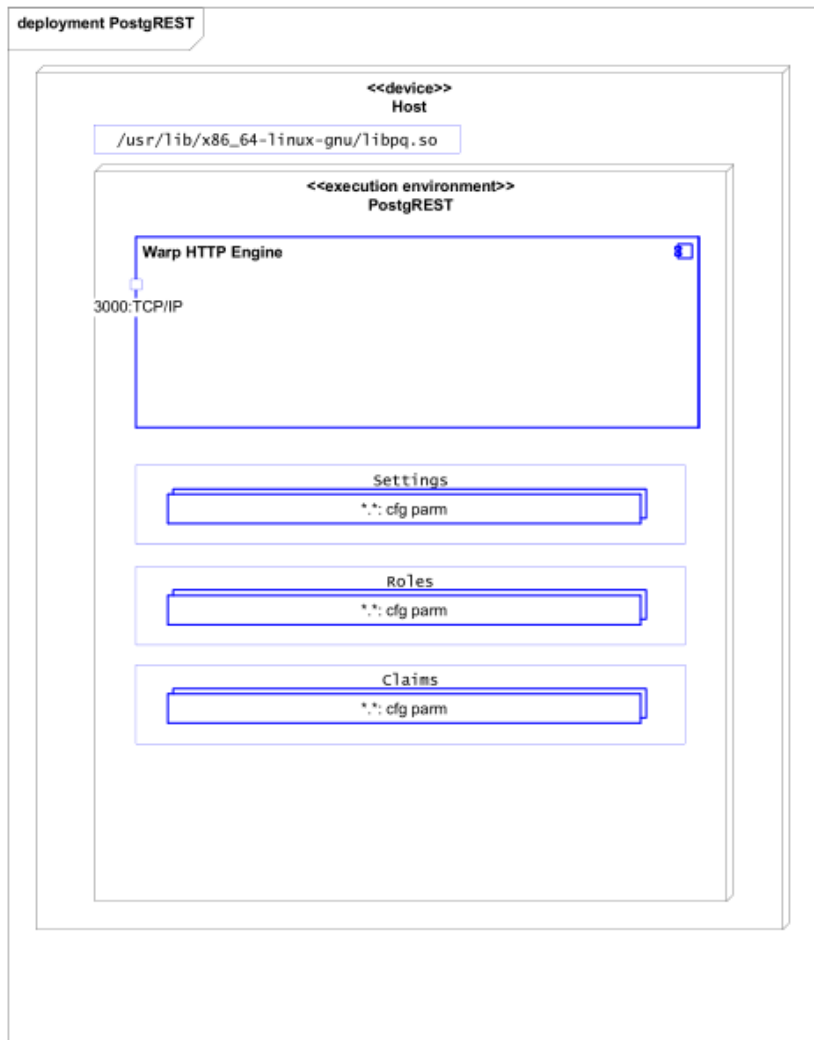 deployment PostgREST
<<device>>
Host
/usr/lib/x86_64-linux-gnu/libpq.so
<<execution environment>>
PostgREST
Warp HTTP Engine
3000:TCP/IP
Settings
*.*: cfg parm
Roles
*.*: cfg parm
Claims
*.*: cfg parm